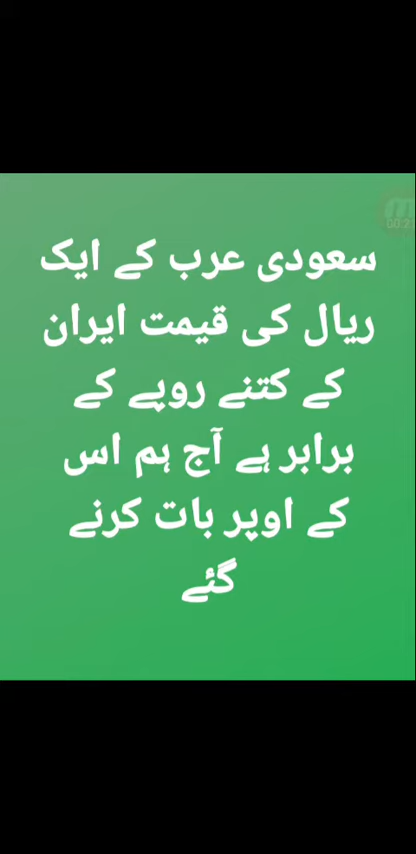 سعودی عرب کے ایک
ریال کی قیمت ایران
کے کتنے روپے کے
برابر ہے آج ہم اس
کے اوپر بات کرنے
گئے